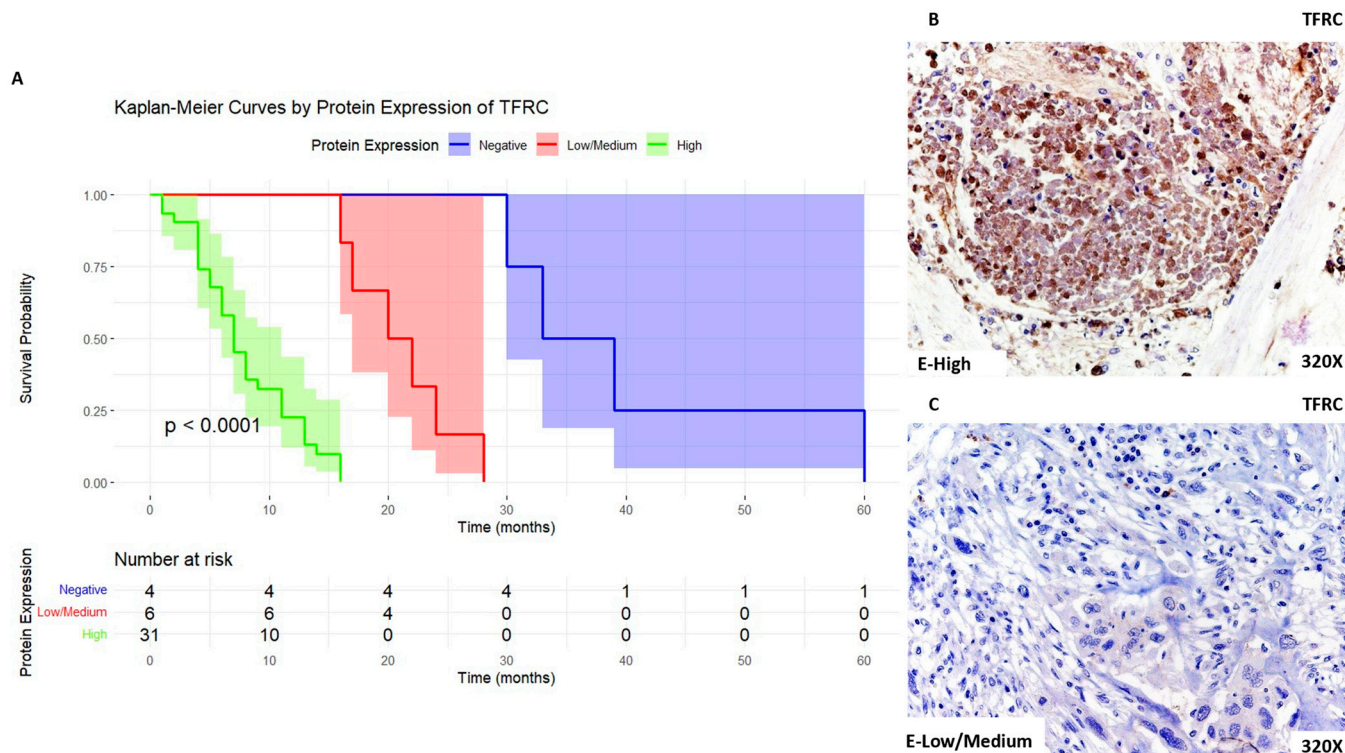 A
Kaplan-Meier Curves by Protein Expression of TFRC
Protein Expression Negative Low/Medium High
Survival Probability
1.00
0.75
0.50
0.25
0.00
p < 0.0001
0 10 20 30 40 50 60
Time (months)
Number at risk
Protein Expression
Negative 4 4 4 4 1 1 1
Low/Medium 6 6 4 0 0 0 0
High 31 10 0 0 0 0 0
0 10 20 30 40 50 60
Time (months)
B TFRC
E-High 320X
C TFRC
E-Low/Medium 320X